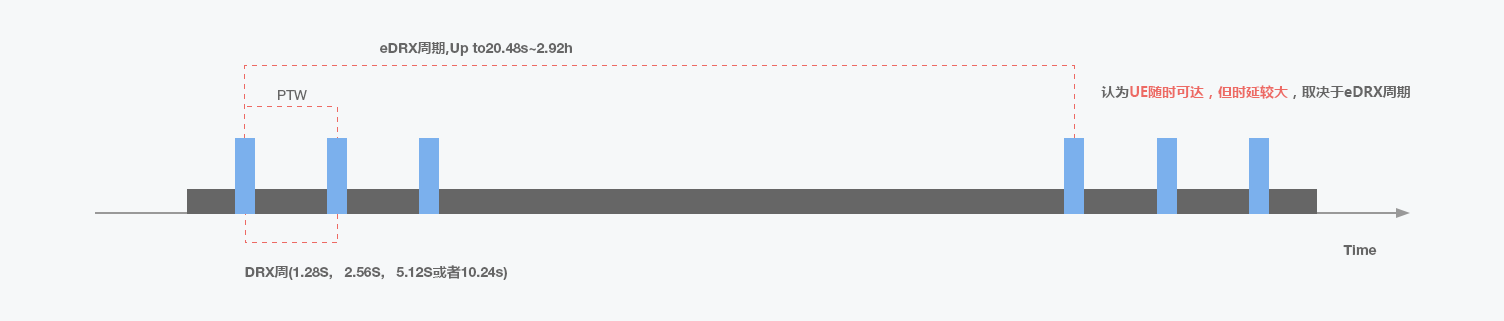 eDRX周期,Up to20.48s~2.92h
PTW
认为UE随时可达，但时延较大，取决于eDRX周期
Time
DRX周(1.28S, 2.56S, 5.12S或者10.24s)